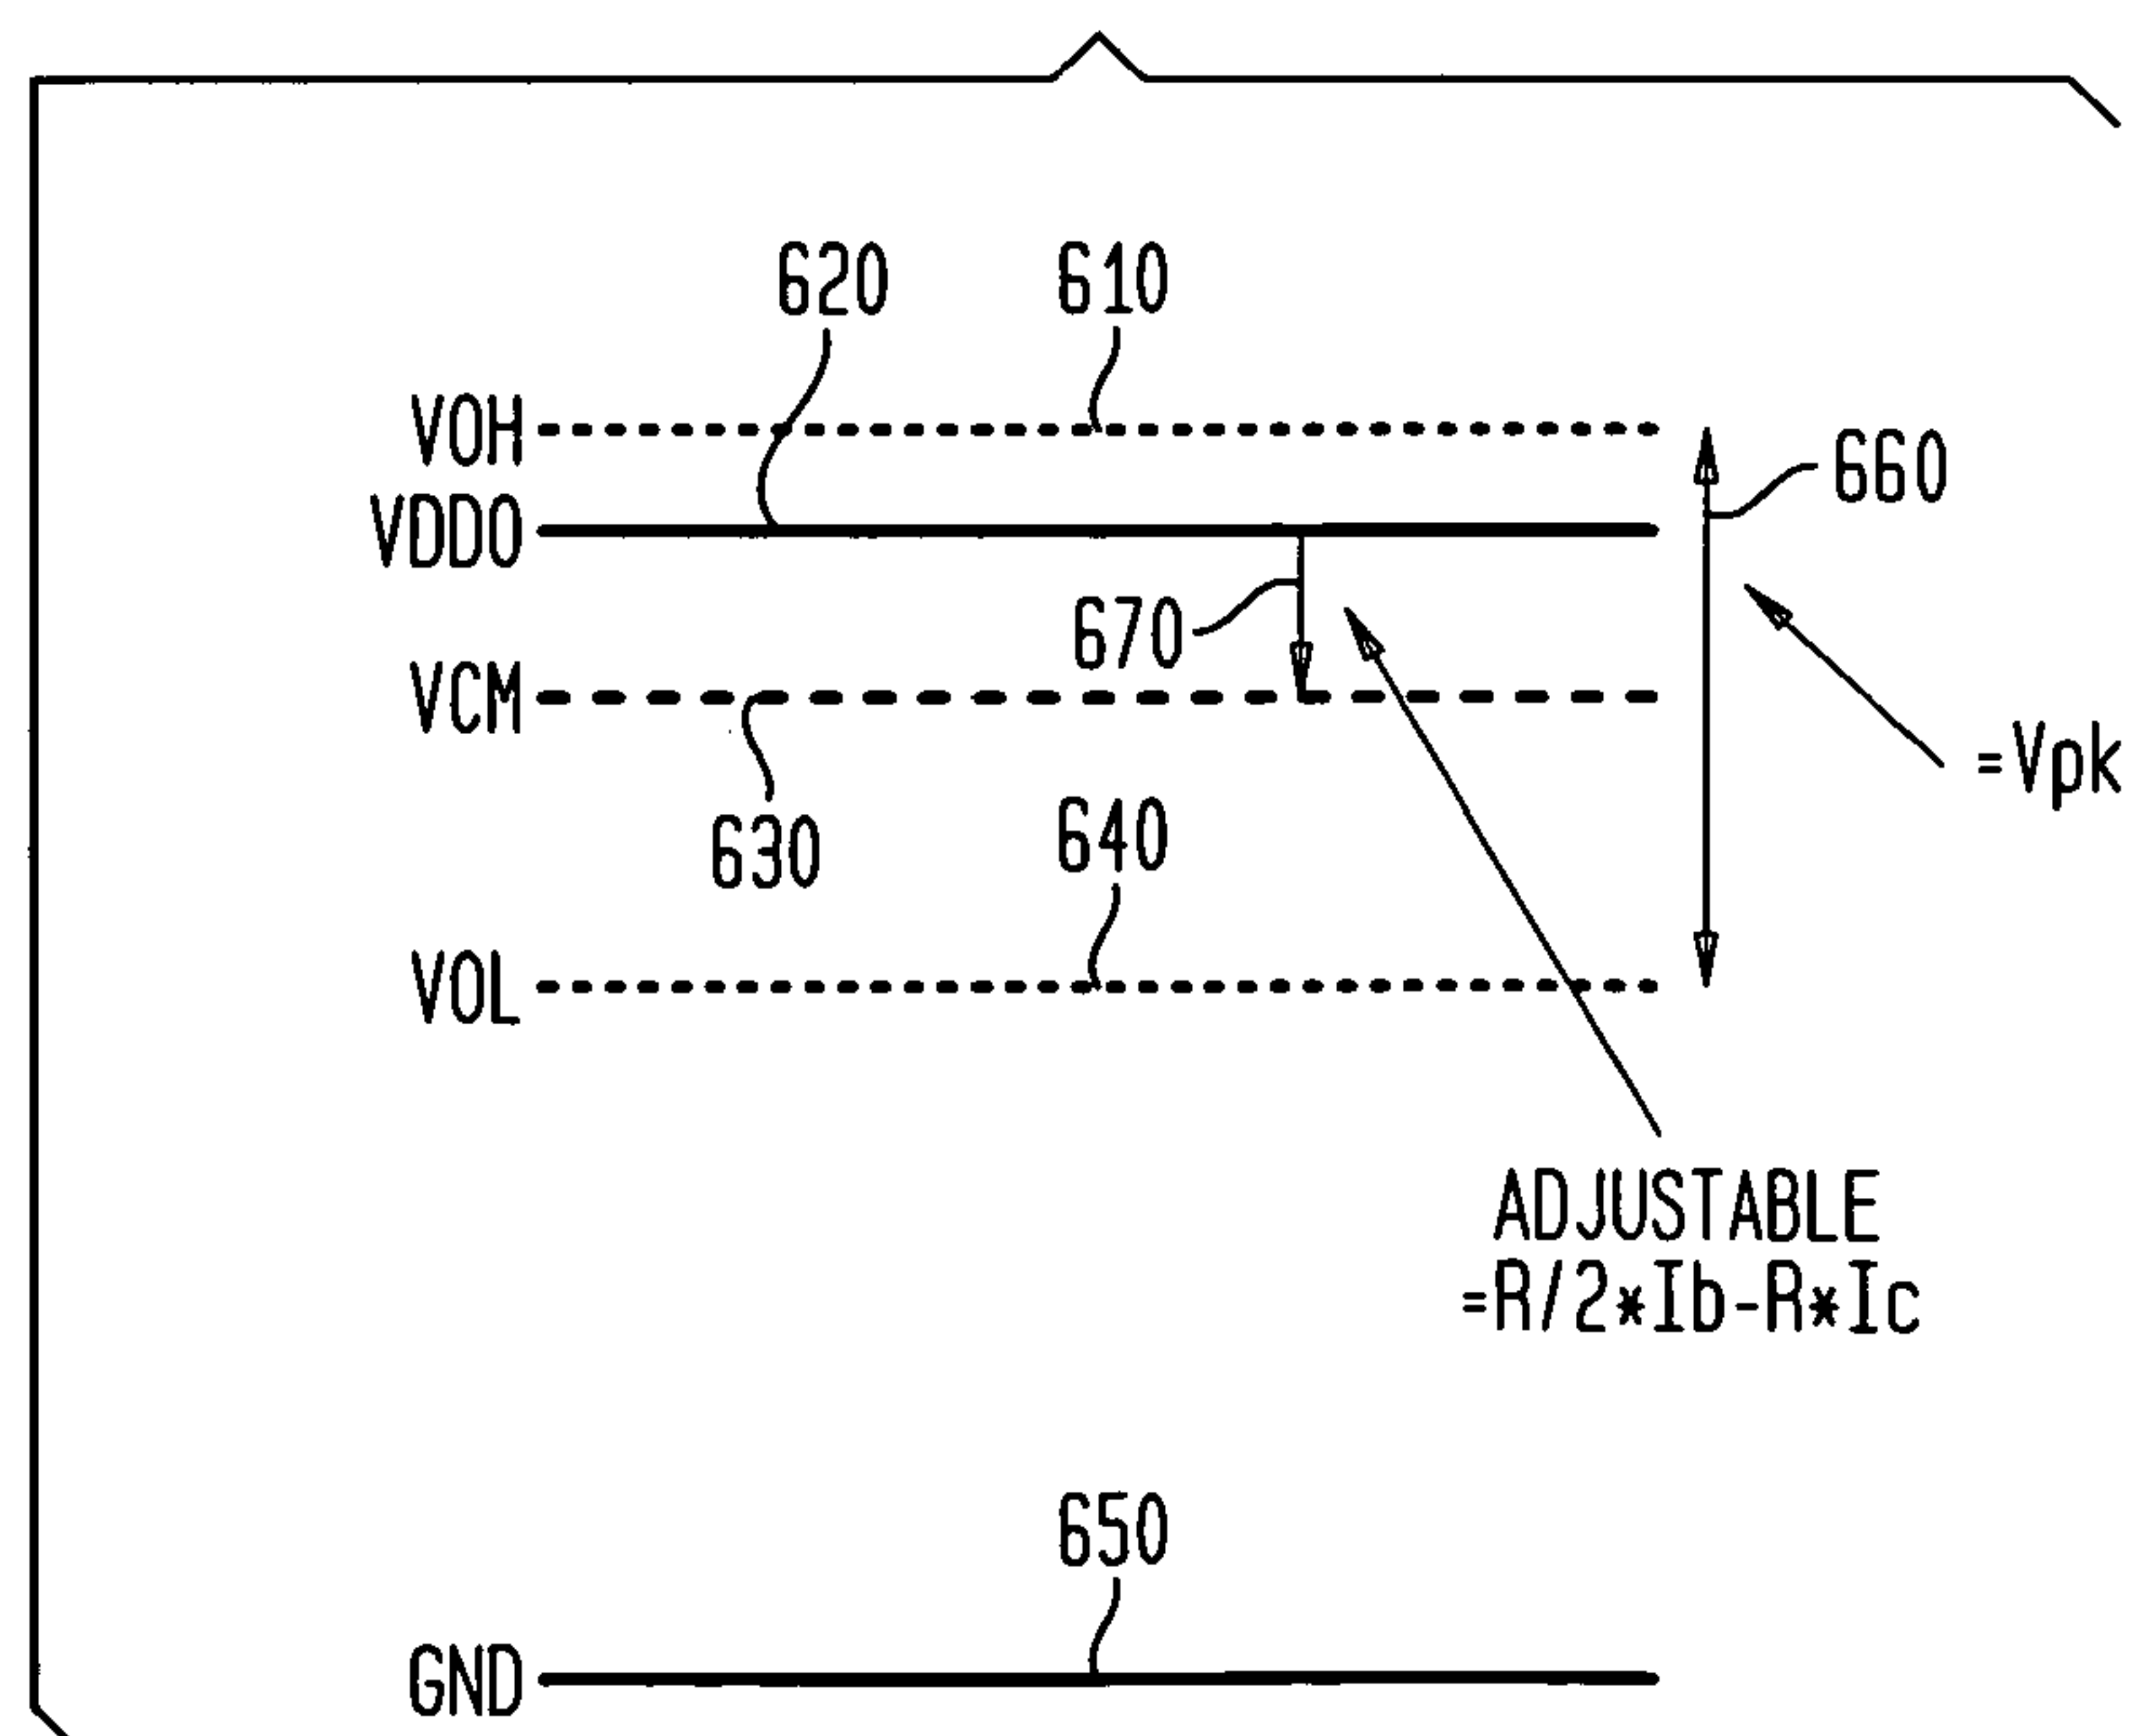 620
610
VOH
660
VDDO
670
VCM
=Vpk
630
640
VOL
ADJUSTABLE
=R/2*Ib-R*Ic
650
GND